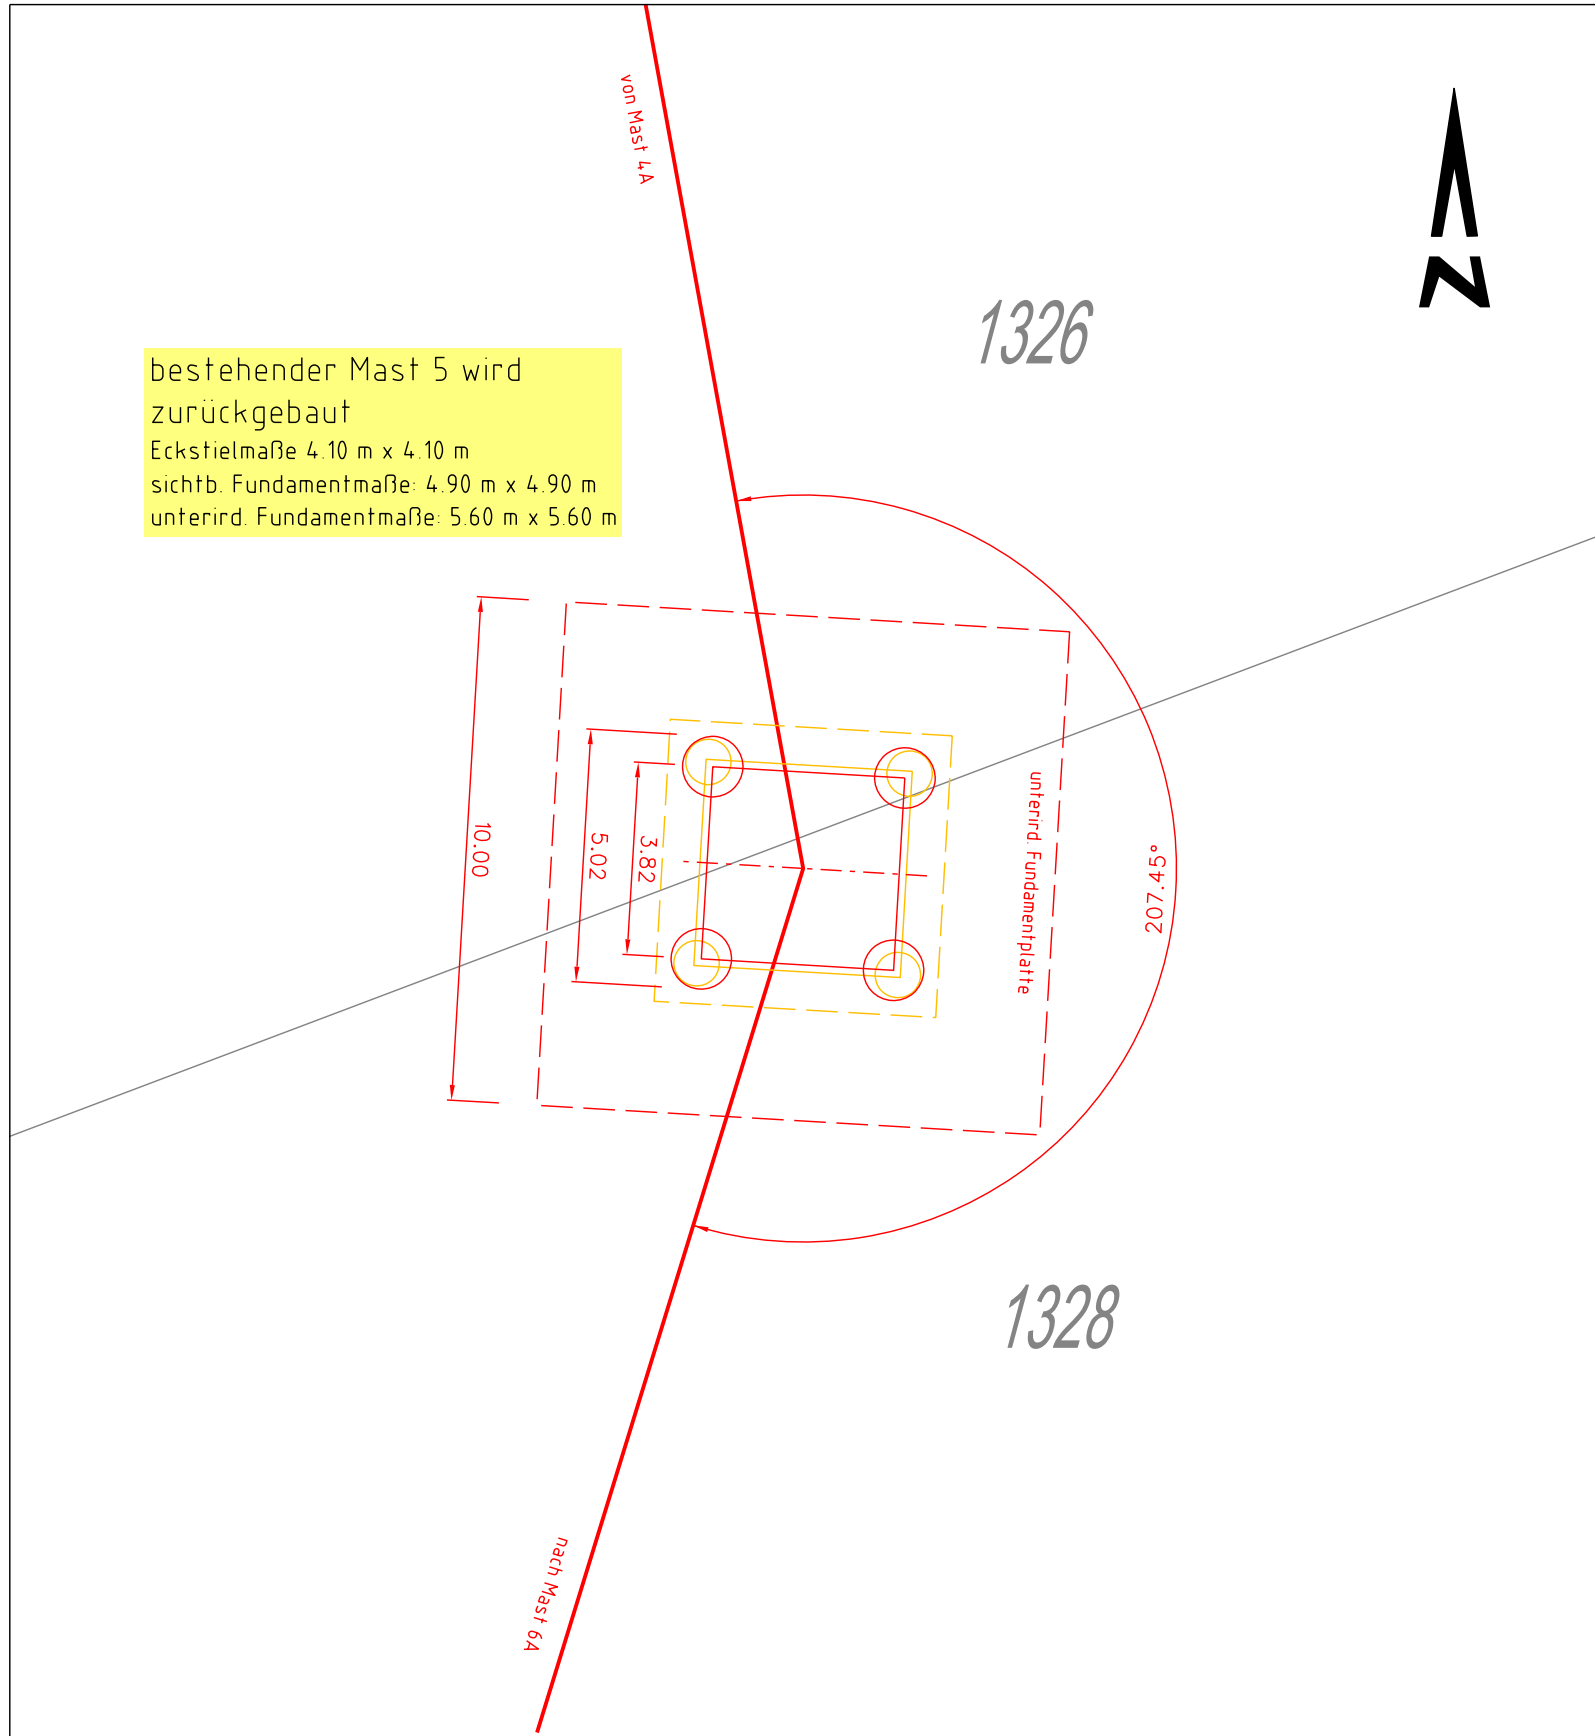 von Mast 4A
N
1326
bestehender Mast 5 wird
zurückgebaut
Eckstielmaße 4.10 m x 4.10 m
sichtb. Fundamentmaße: 4.90 m x 4.90 m
unterird. Fundamentmaße: 5.60 m x 5.60 m
10.00
5.02
3.82
unterird. Fundamentplatte
207.45°
1328
nach Mast 6A